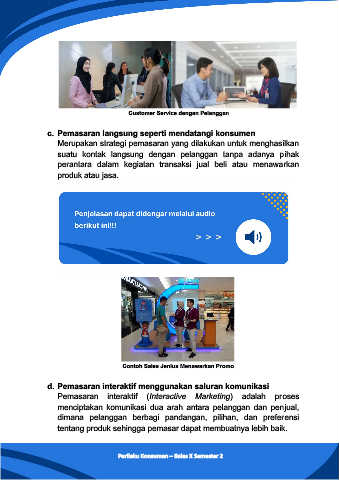 Customer Service dengan Pelanggan
c. Pemasaran langsung seperti mendatangi konsumen
Merupakan strategi pemasaran yang dilakukan untuk menghasilkan
suatu kontak langsung dengan pelanggan tanpa adanya pihak
perantara dalam kegiatan transaksi jual beli atau menawarkan
produk atau jasa.
Penjelasan dapat didengar melalui audio
berikut ini!!!
> > >
Contoh Sales Jenius Menawarkan Promo
d. Pemasaran interaktif menggunakan saluran komunikasi
Pemasaran interaktif (Interactive Marketing) adalah proses
menciptakan komunikasi dua arah antara pelanggan dan penjual,
dimana pelanggan berbagi pandangan, pilihan, dan preferensi
tentang produk sehingga pemasar dapat membuatnya lebih baik.
Perilaku Konsumen – Kelas X Semester 2